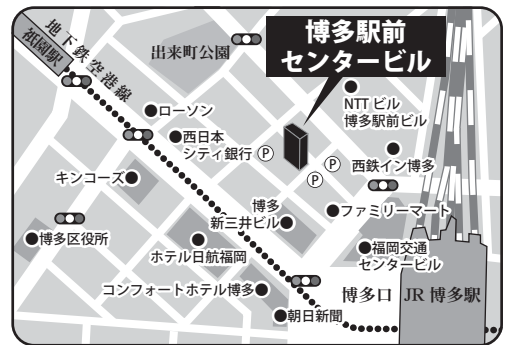 博多駅前
センタービル
地下鉄空港線
祇園駅
出来町公園
NTTビル
博多駅前ビル
ローソン
西日本
シティ銀行
P
P
P
西鉄イン博多
キンコーズ
博多
新三井ビル
ファミリーマート
博多区役所
ホテル日航福岡
福岡交通
センタービル
コンフォートホテル博多
博多口
JR 博多駅
朝日新聞